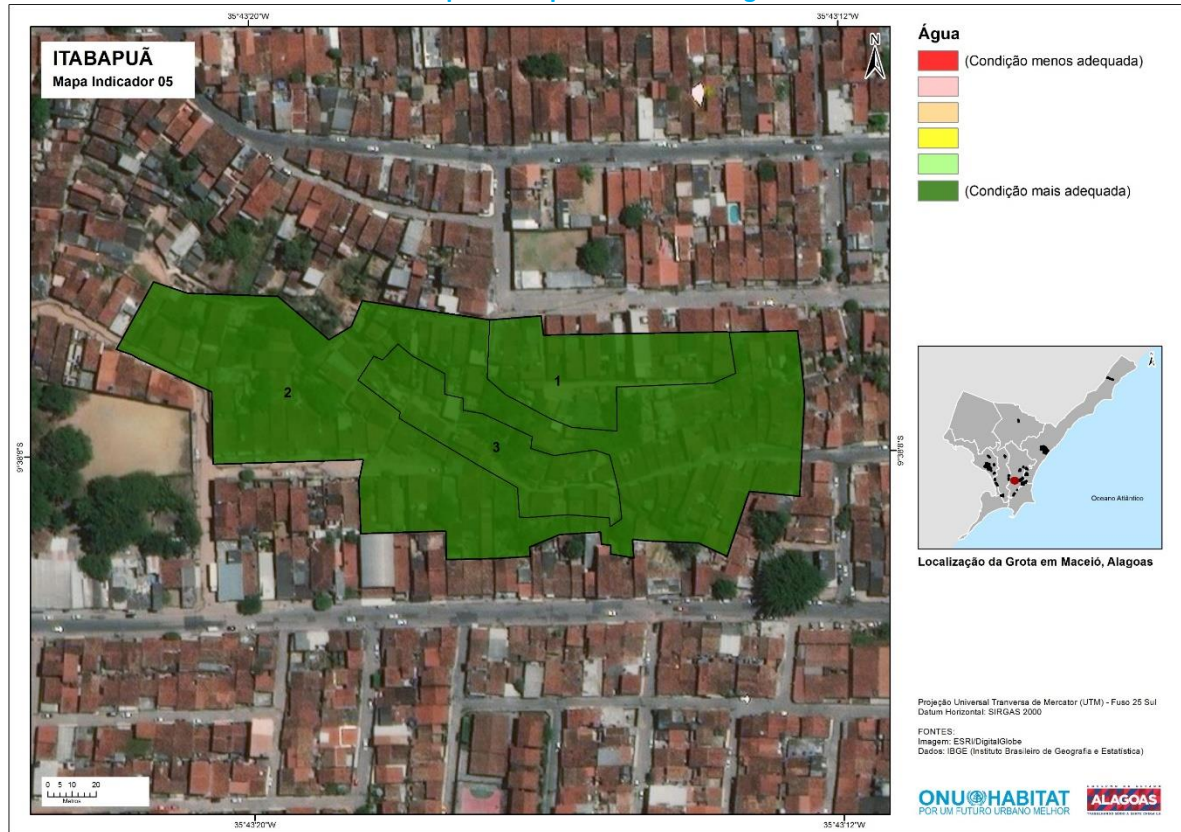 35°43'20"W
35°43'12"W
ITABAPUÃ
Mapa Indicador 05
N
1
2
3
9°38'8"S
9°38'8"S
0 5 10 20
Metros
35°43'20"W
35°43'12"W
Água
(Condição menos adequada)
(Condição mais adequada)
Oceano Atlântico
Localização da Grota em Maceió, Alagoas
Projeção Universal Tranversa de Mercator (UTM) - Fuso 25 Sul
Datum Horizontal: SIRGAS 2000
FONTES:
Imagem: ESRI/DigitalGlobe
Dados: IBGE (Instituto Brasileiro de Geografia e Estatística)
ONU HABITAT
POR UM FUTURO URBANO MELHOR
ALAGOAS